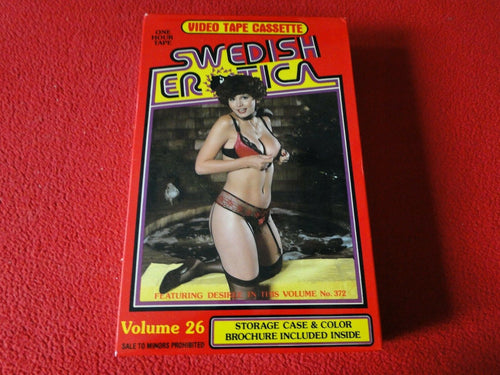 VIDEO TAPE CASSETTE
ONE
HOUR
TAPE
SWEDISH
EROTICA
FEATURING DESIREE IN THIS VOLUME No. 372
Volume 26
SALE TO MINORS PROHIBITED
STORAGE CASE & COLOR
BROCHURE INCLUDED INSIDE